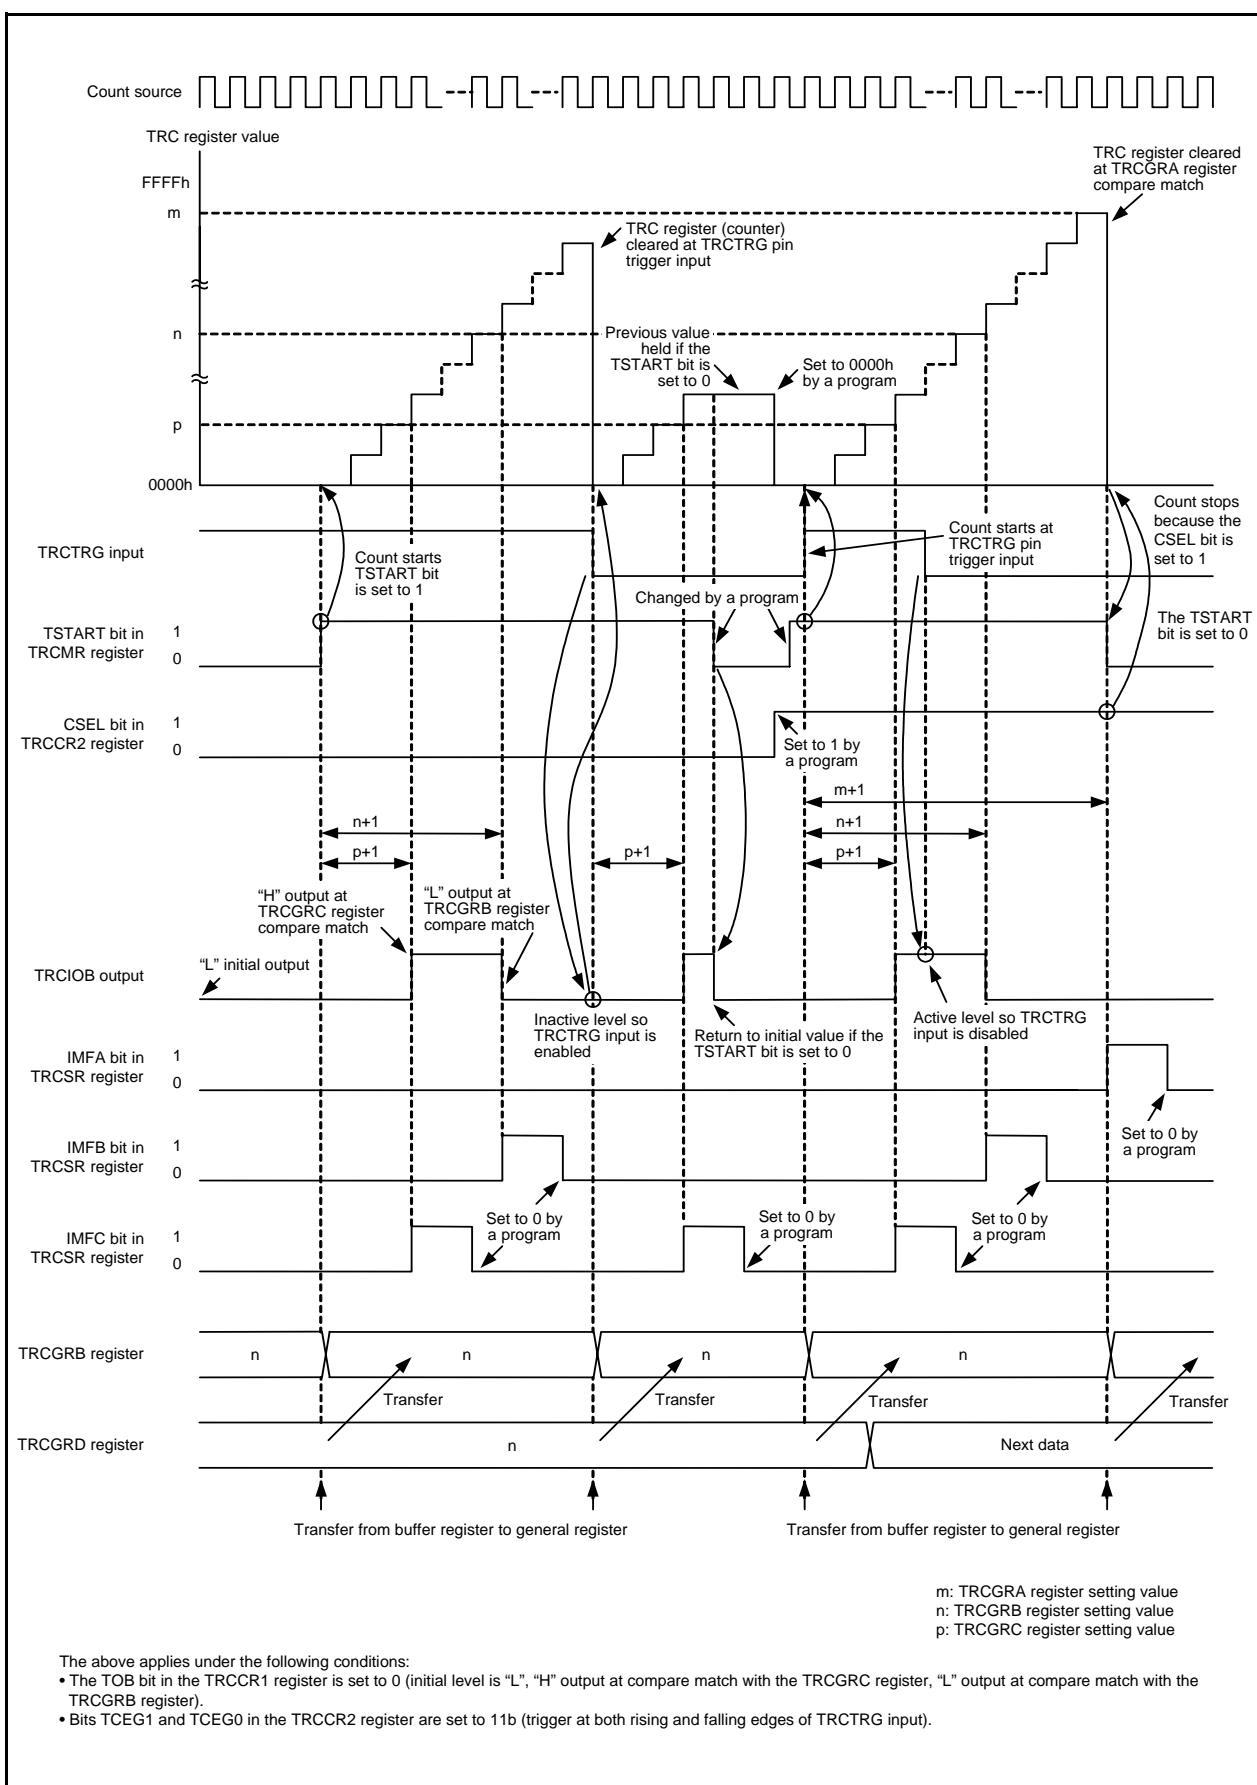 Count source
TRC register value
FFFFh
m
n
p
0000h
TRC register cleared
at TRCGRA register
compare match
TRC register (counter)
cleared at TRCTRG pin
trigger input
Previous value
held if the
TSTART bit is
set to 0
Set to 0000h
by a program
TRCTRG input
Count starts
TSTART bit
is set to 1
Count starts at
TRCTRG pin
trigger input
Count stops
because the
CSEL bit is
set to 1
Changed by a program
TSTART bit in
TRCMR register
1
0
The TSTART
bit is set to 0
CSEL bit in
TRCCR2 register
1
0
Set to 1 by
a program
m+1
n+1
n+1
p+1
p+1
p+1
“H” output at
TRCGRC register
compare match
“L” output at
TRCGRB register
compare match
TRCIOB output
“L” initial output
Inactive level so
TRCTRG input is
enabled
Return to initial value if the
TSTART bit is set to 0
Active level so TRCTRG
input is disabled
IMFA bit in
TRCSR register
1
0
Set to 0 by
a program
IMFB bit in
TRCSR register
1
0
Set to 0 by
a program
Set to 0 by
a program
Set to 0 by
a program
IMFC bit in
TRCSR register
1
0
TRCGRB register
n
n
n
n
Transfer
Transfer
Transfer
Transfer
TRCGRD register
n
Next data
Transfer from buffer register to general register
Transfer from buffer register to general register
m: TRCGRA register setting value
n: TRCGRB register setting value
p: TRCGRC register setting value
The above applies under the following conditions:
• The TOB bit in the TRCCR1 register is set to 0 (initial level is “L”, “H” output at compare match with the TRCGRC register, “L” output at compare match with the
TRCGRB register).
• Bits TCEG1 and TCEG0 in the TRCCR2 register are set to 11b (trigger at both rising and falling edges of TRCTRG input).